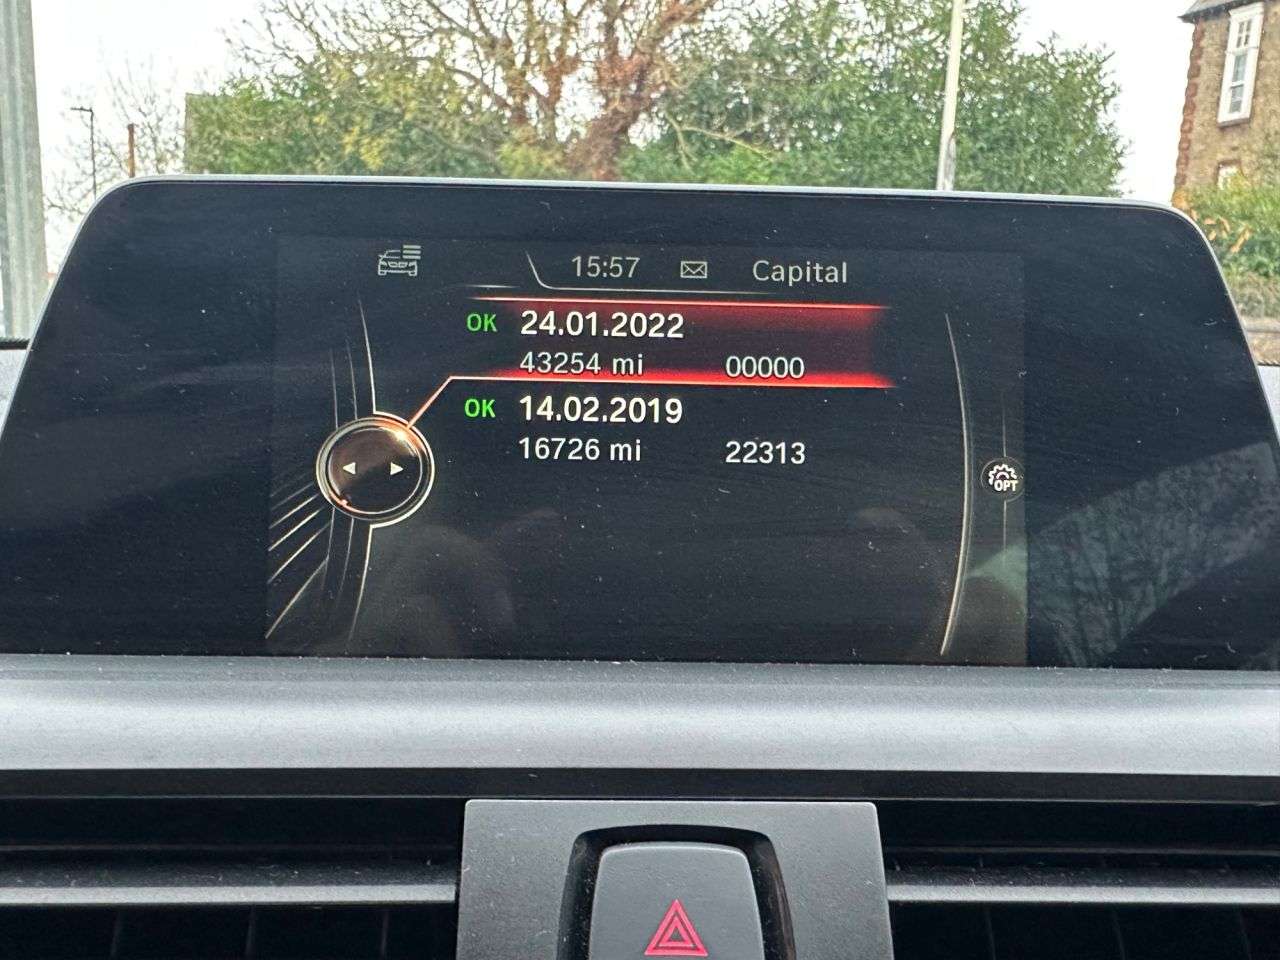 15:57 Capital
OK 24.01.2022
43254 mi 00000
OK 14.02.2019
16726 mi 22313
OPT